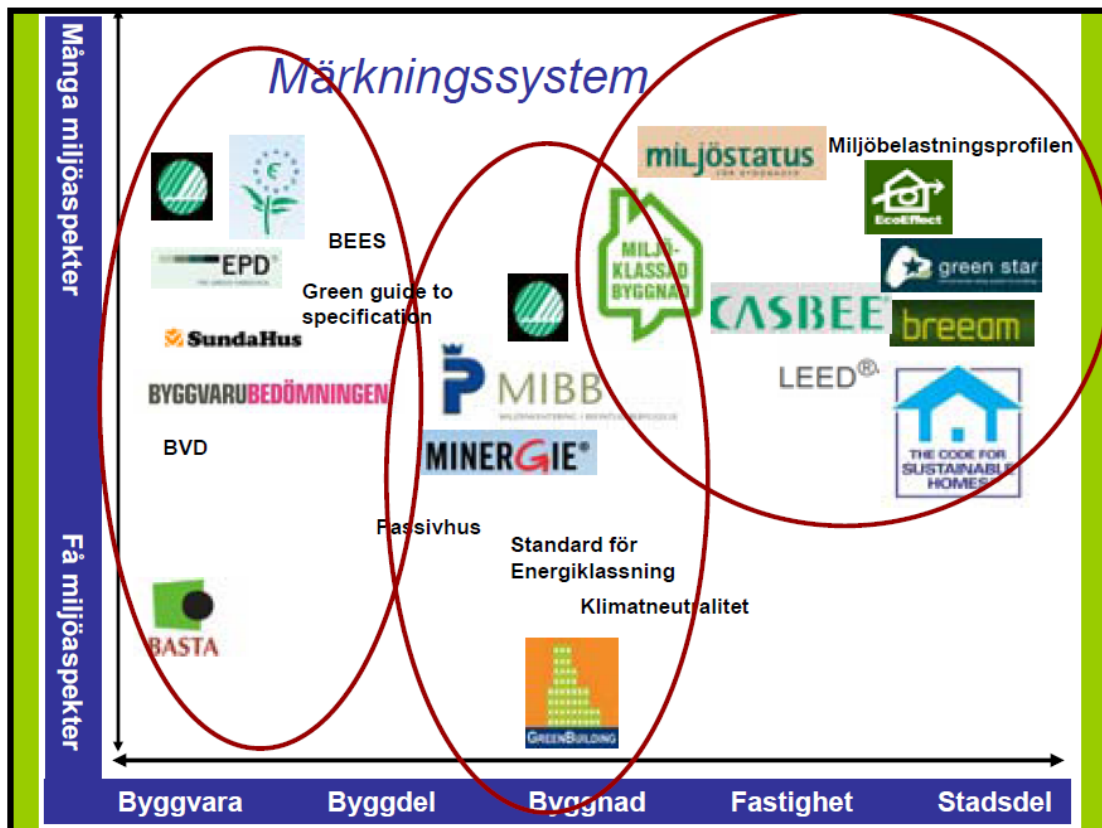 Många miljöaspekter
Få miljöaspekter
Märkningssystem
miljöstatus
Miljöbelastningsprofilen
EcoEffect
BEES
EPD®
MILJÖ-
KLASSAD
BYGGNAD
green star
Green guide to
specification
CASBEE®
breeam
SundaHus
P MIBB
LEED®
BYGGVARUBEDÖMNINGEN
MINERGIE®
THE CODE FOR
SUSTAINABLE
HOMES
BVD
Passivhus
Standard för
Energiklassning
Klimatneutralitet
BASTA
GREENBUILDING
Byggvara
Byggdel
Byggnad
Fastighet
Stadsdel